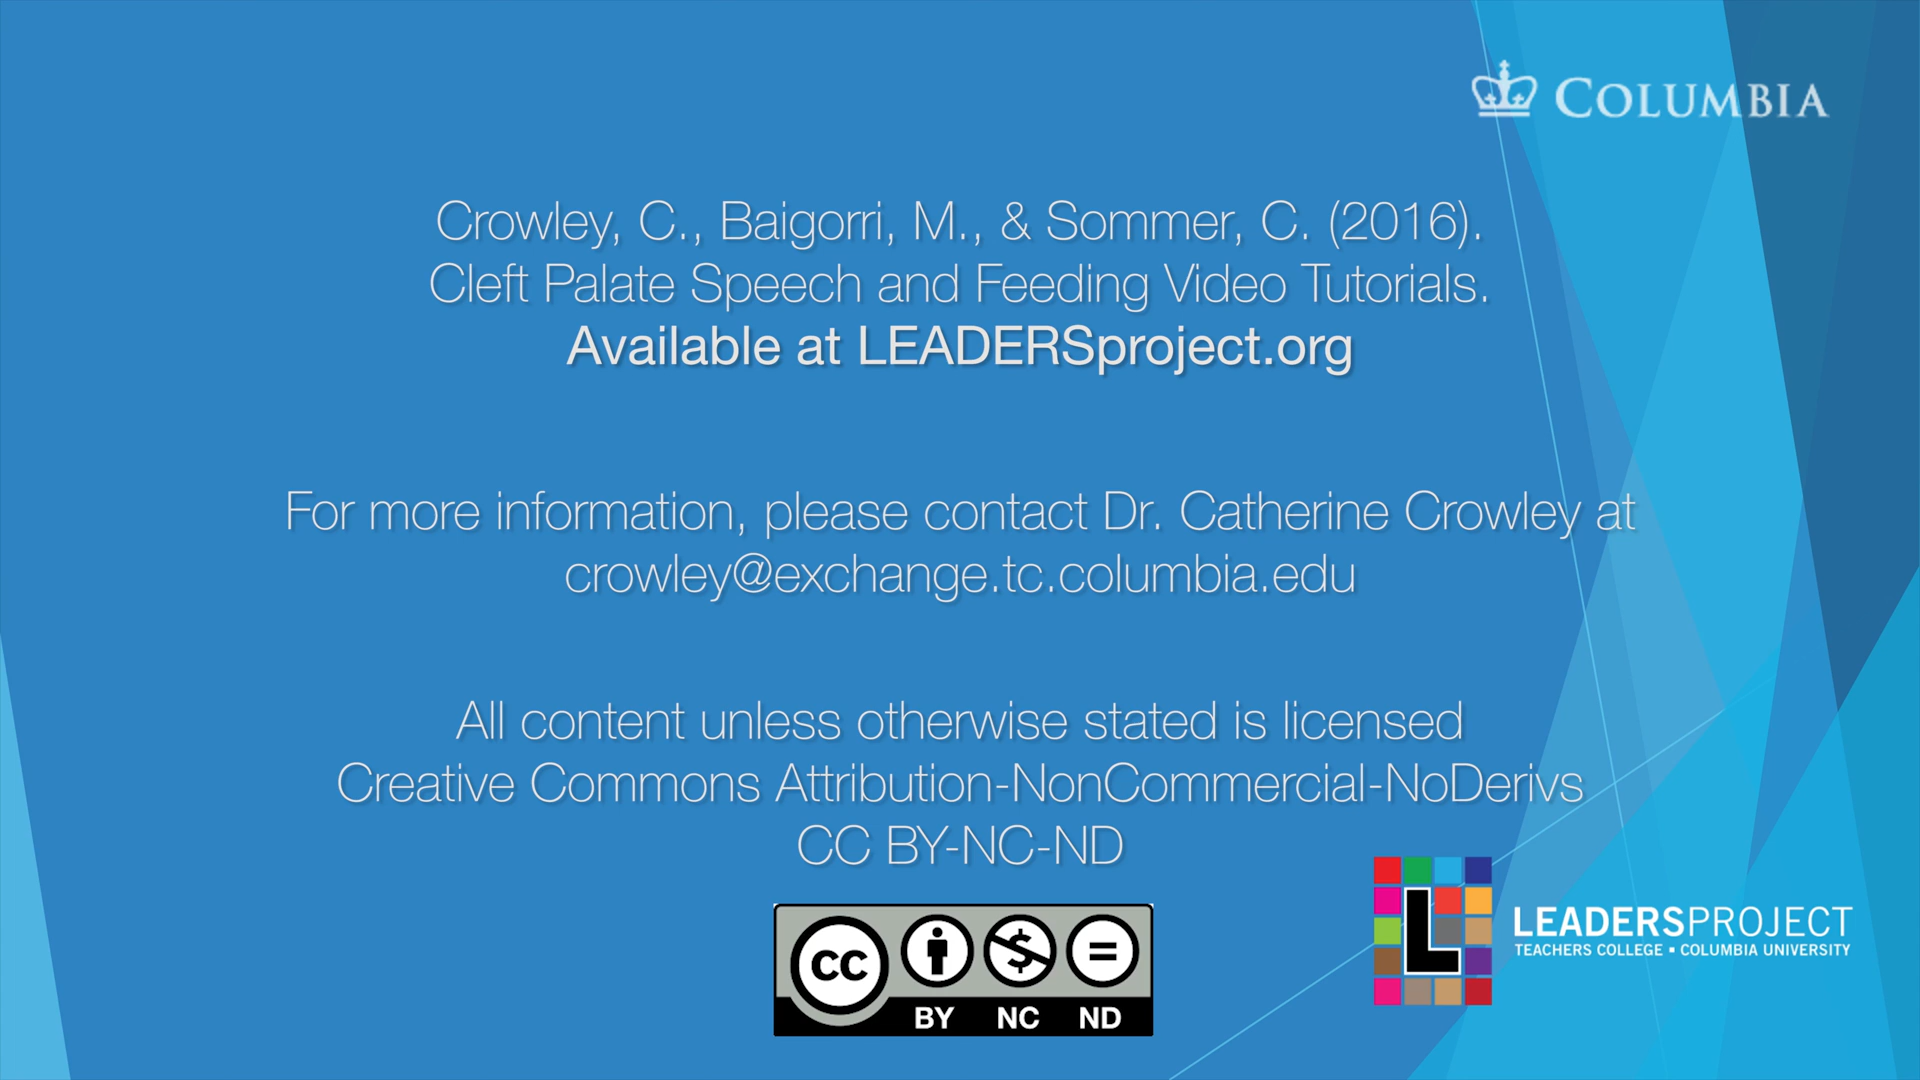 COLUMBIA
Crowley, C., Baigorri, M., & Sommer, C. (2016).
Cleft Palate Speech and Feeding Video Tutorials.
Available at LEADERSproject.org
For more information, please contact Dr. Catherine Crowley at
crowley@exchange.tc.columbia.edu
All content unless otherwise stated is licensed
Creative Commons Attribution-NonCommercial-NoDerivs
CC BY-NC-ND
cc
BY NC ND
L
LEADERSPROJECT
TEACHERS COLLEGE ▪ COLUMBIA UNIVERSITY